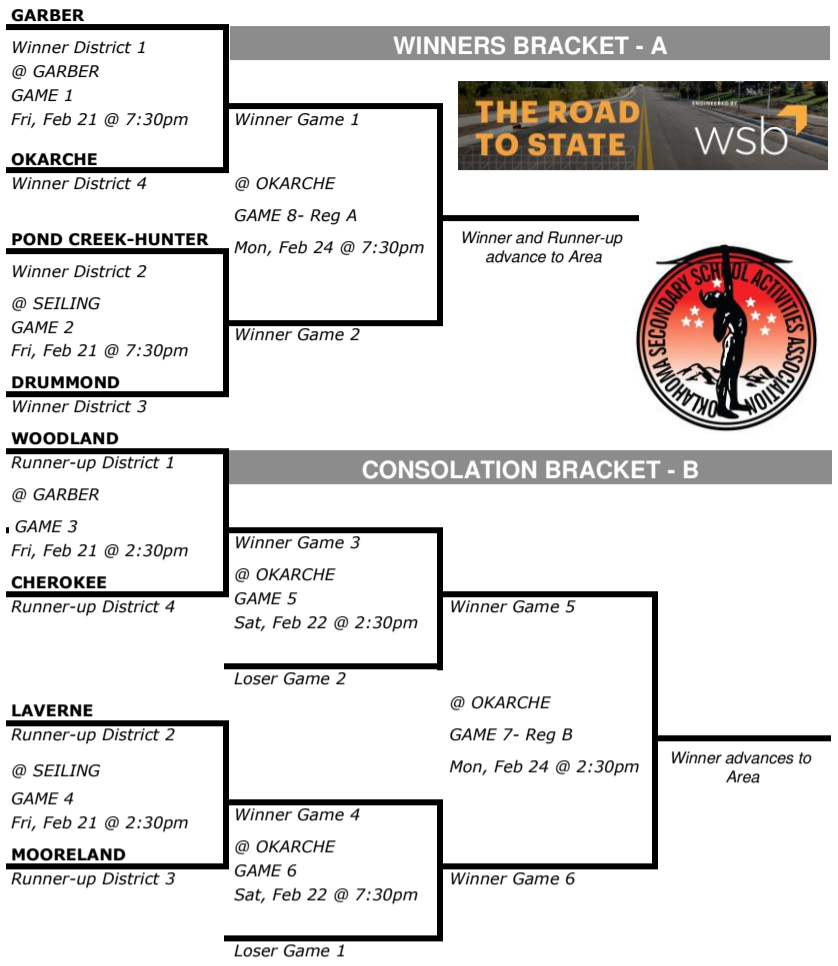 GARBER
WINNERS BRACKET - A
Winner District 1
@ GARBER
GAME 1
Fri, Feb 21 @ 7:30pm
OKARCHE
Winner District 4
THE ROAD
TO STATE
ENGINEERED BY
wsb
Winner Game 1
@ OKARCHE
GAME 8- Reg A
Mon, Feb 24 @ 7:30pm
Winner Game 2
Winner and Runner-up
advance to Area
POND CREEK-HUNTER
Winner District 2
@ SEILING
GAME 2
Fri, Feb 21 @ 7:30pm
DRUMMOND
Winner District 3
OKLAHOMA SECONDARY SCHOOL ACTIVITIES ASSOCIATION
CONSOLATION BRACKET - B
WOODLAND
Runner-up District 1
@ GARBER
GAME 3
Fri, Feb 21 @ 2:30pm
CHEROKEE
Runner-up District 4
Winner Game 3
@ OKARCHE
GAME 5
Sat, Feb 22 @ 2:30pm
Loser Game 2
Winner Game 5
@ OKARCHE
GAME 7- Reg B
Mon, Feb 24 @ 2:30pm
Winner Game 6
Winner advances to
Area
LAVERNE
Runner-up District 2
@ SEILING
GAME 4
Fri, Feb 21 @ 2:30pm
MOORELAND
Runner-up District 3
Winner Game 4
@ OKARCHE
GAME 6
Sat, Feb 22 @ 7:30pm
Loser Game 1